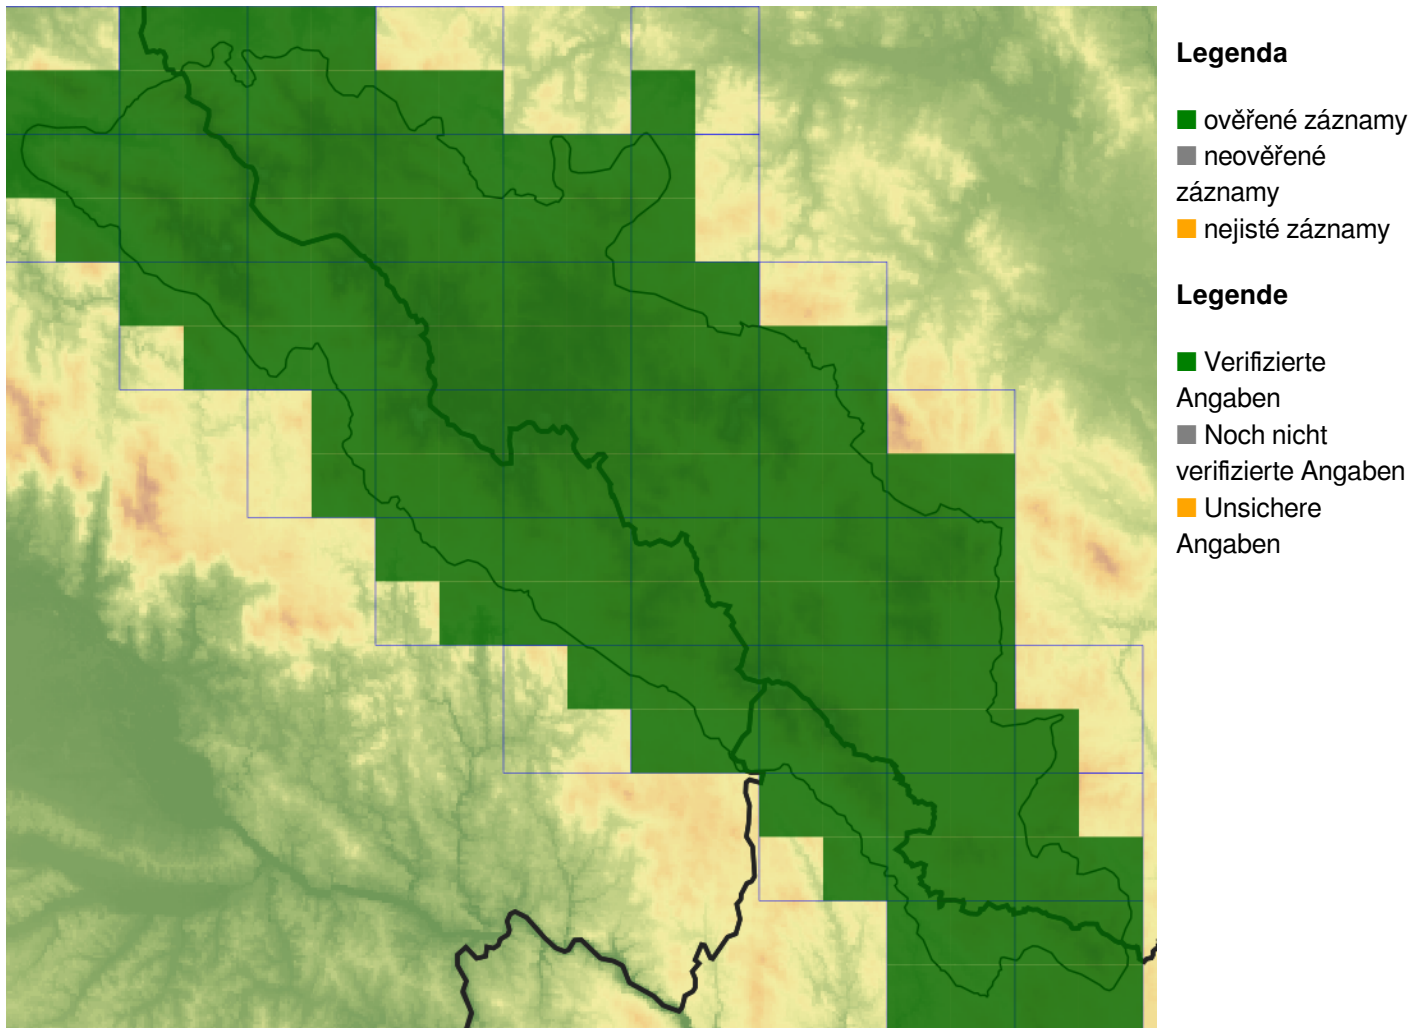 Legenda
ověřené záznamy
neověřené
záznamy
nejisté záznamy
Legende
Verifizierte
Angaben
Noch nicht
verifizierte Angaben
Unsichere
Angaben